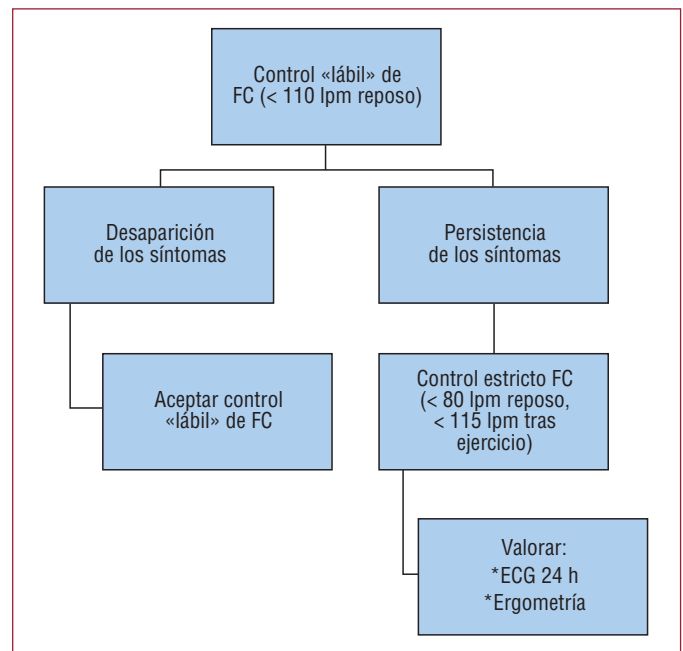 Control «lábil» de
FC (< 110 lpm reposo)
Desaparición
de los síntomas
Persistencia
de los síntomas
Aceptar control
«lábil» de FC
Control estricto FC
(< 80 lpm reposo,
< 115 lpm tras
ejercicio)
Valorar:
*ECG 24 h
*Ergometría